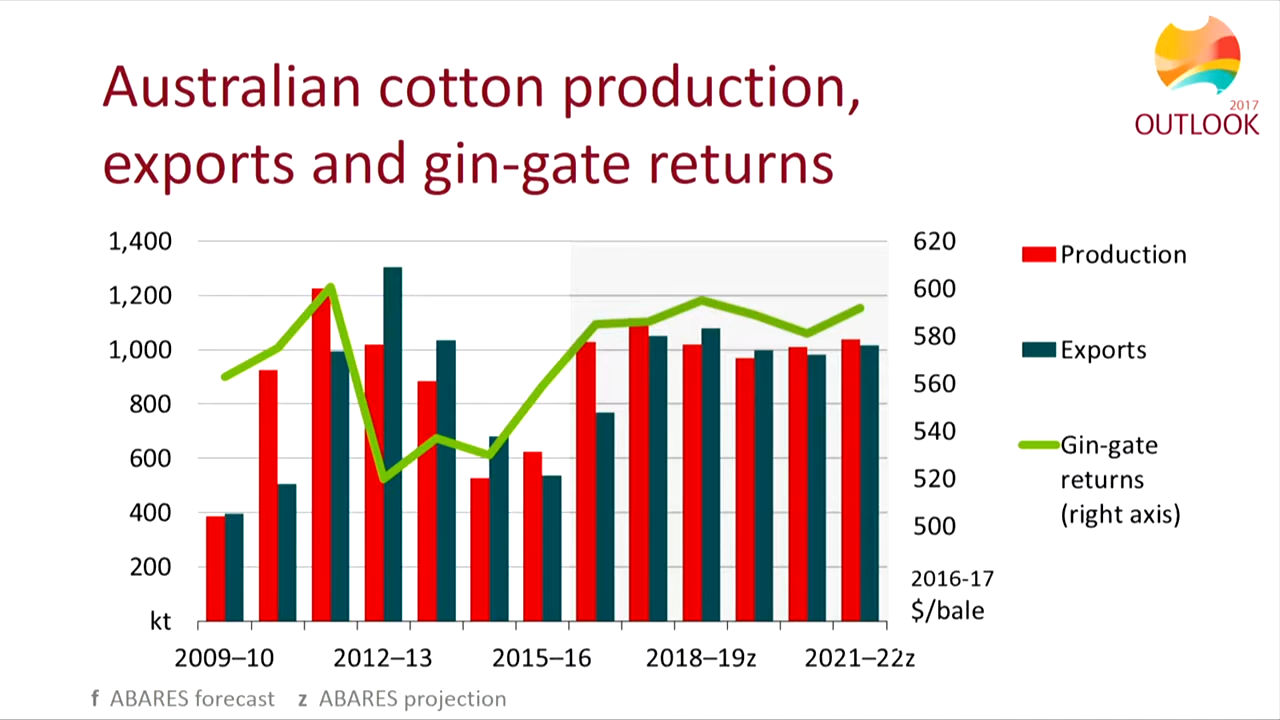 Australian cotton production,
exports and gin-gate returns
2017
OUTLOOK
1,400
1,200
1,000
800
600
400
200
kt
620
600
580
560
540
520
500
2016-17
$/bale
Production
Exports
Gin-gate
returns
(right axis)
2009–10
2012–13
2015–16
2018–19z
2021–22z
f ABARES forecast z ABARES projection